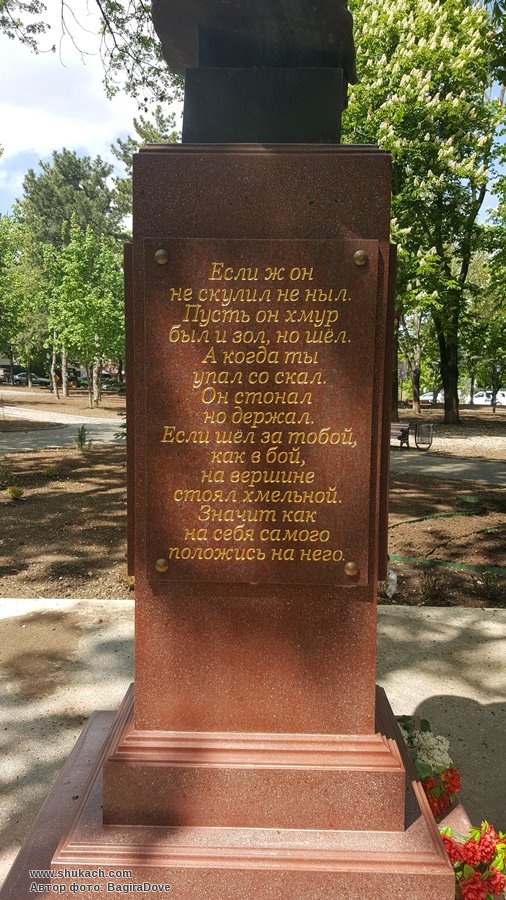 Если ж он
не скулил не ныл.
Пусть он хмур
был и зол, но шёл.
А когда ты
упал со скал.
Он стонал
но держал.
Если шёл за тобой,
как в бой,
на вершине
стоял хмельной.
Значит как
на себя самого
положись на него.
www.shukach.com
Автор фото: BagiraDove